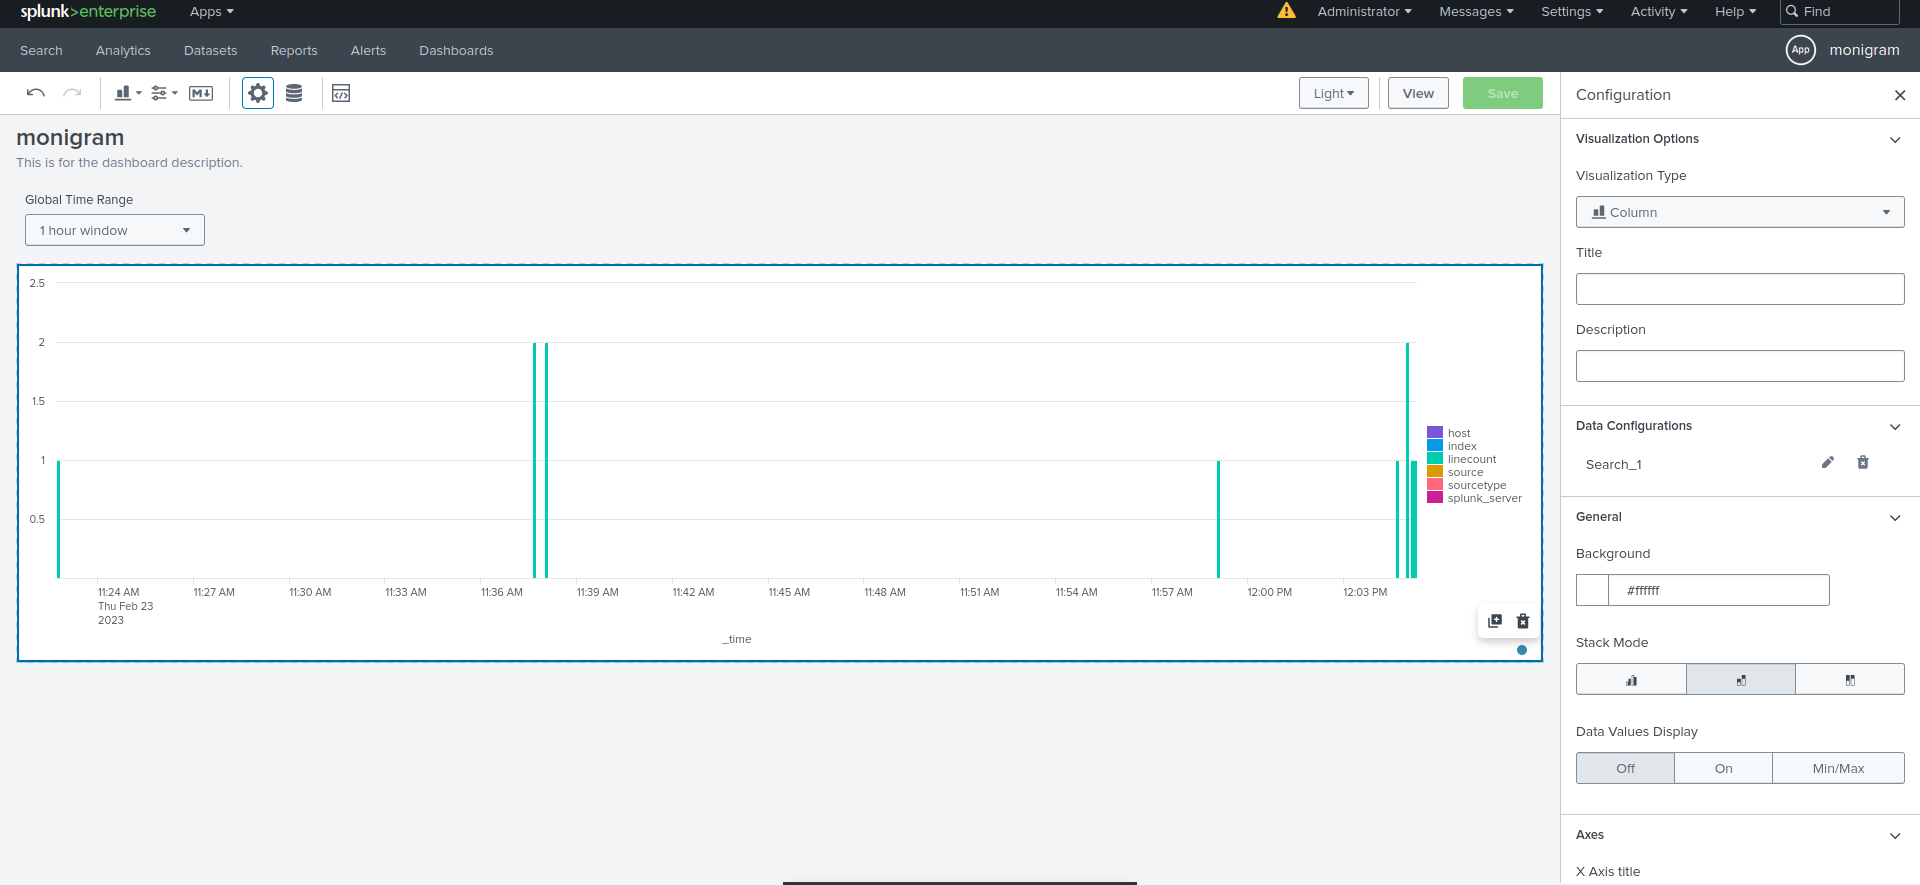 splunk>enterprise Apps Administrator Messages Settings Activity Help Find
Search Analytics Datasets Reports Alerts Dashboards App monigram
M Light View Save
monigram
This is for the dashboard description.
Global Time Range
1 hour window
2.5
2
1.5
1
0.5
11:24 AM 11:27 AM 11:30 AM 11:33 AM 11:36 AM 11:39 AM 11:42 AM 11:45 AM 11:48 AM 11:51 AM 11:54 AM 11:57 AM 12:00 PM 12:03 PM
Thu Feb 23
2023
_time
host
index
linecount
source
sourcetype
splunk_server
Configuration
Visualization Options
Visualization Type
Column
Title
Description
Data Configurations
Search_1
General
Background
#ffffff
Stack Mode
Data Values Display
Off On Min/Max
Axes
X Axis title